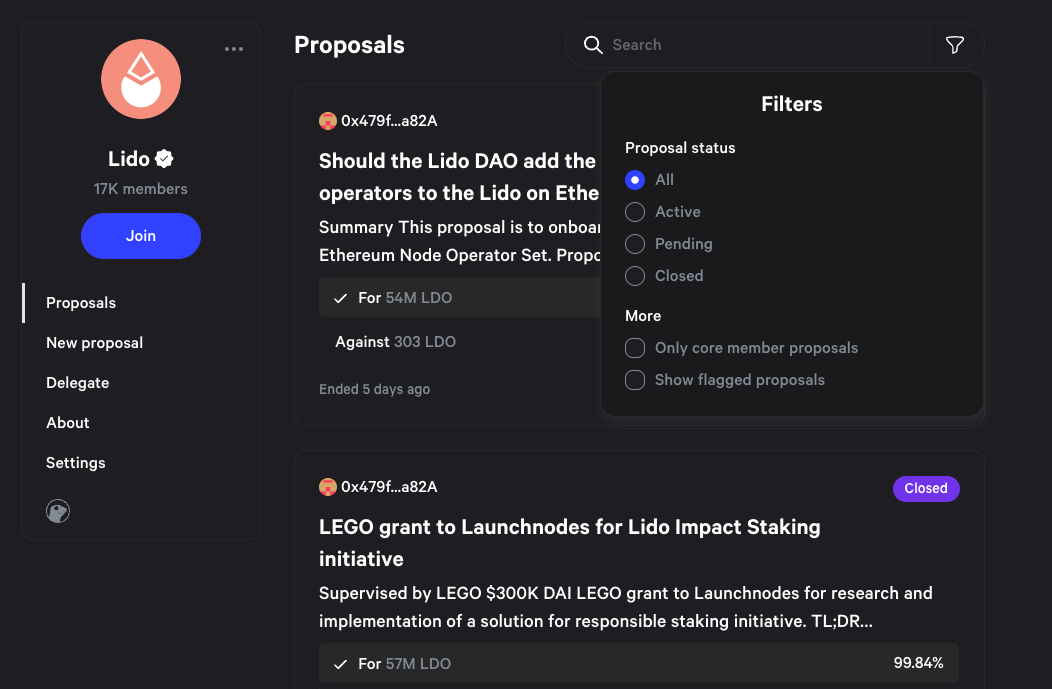 Lido
17K members
Join
Proposals
New proposal
Delegate
About
Settings
Proposals
Search
0x479f...a82A
Should the Lido DAO add the
operators to the Lido on Ethe
Summary This proposal is to onboar
Ethereum Node Operator Set. Propo
For 54M LDO
Against 303 LDO
Ended 5 days ago
Filters
Proposal status
All
Active
Pending
Closed
More
Only core member proposals
Show flagged proposals
0x479f...a82A
Closed
LEGO grant to Launchnodes for Lido Impact Staking
initiative
Supervised by LEGO $300K DAI LEGO grant to Launchnodes for research and
implementation of a solution for responsible staking initiative. TL;DR...
For 57M LDO 99.84%